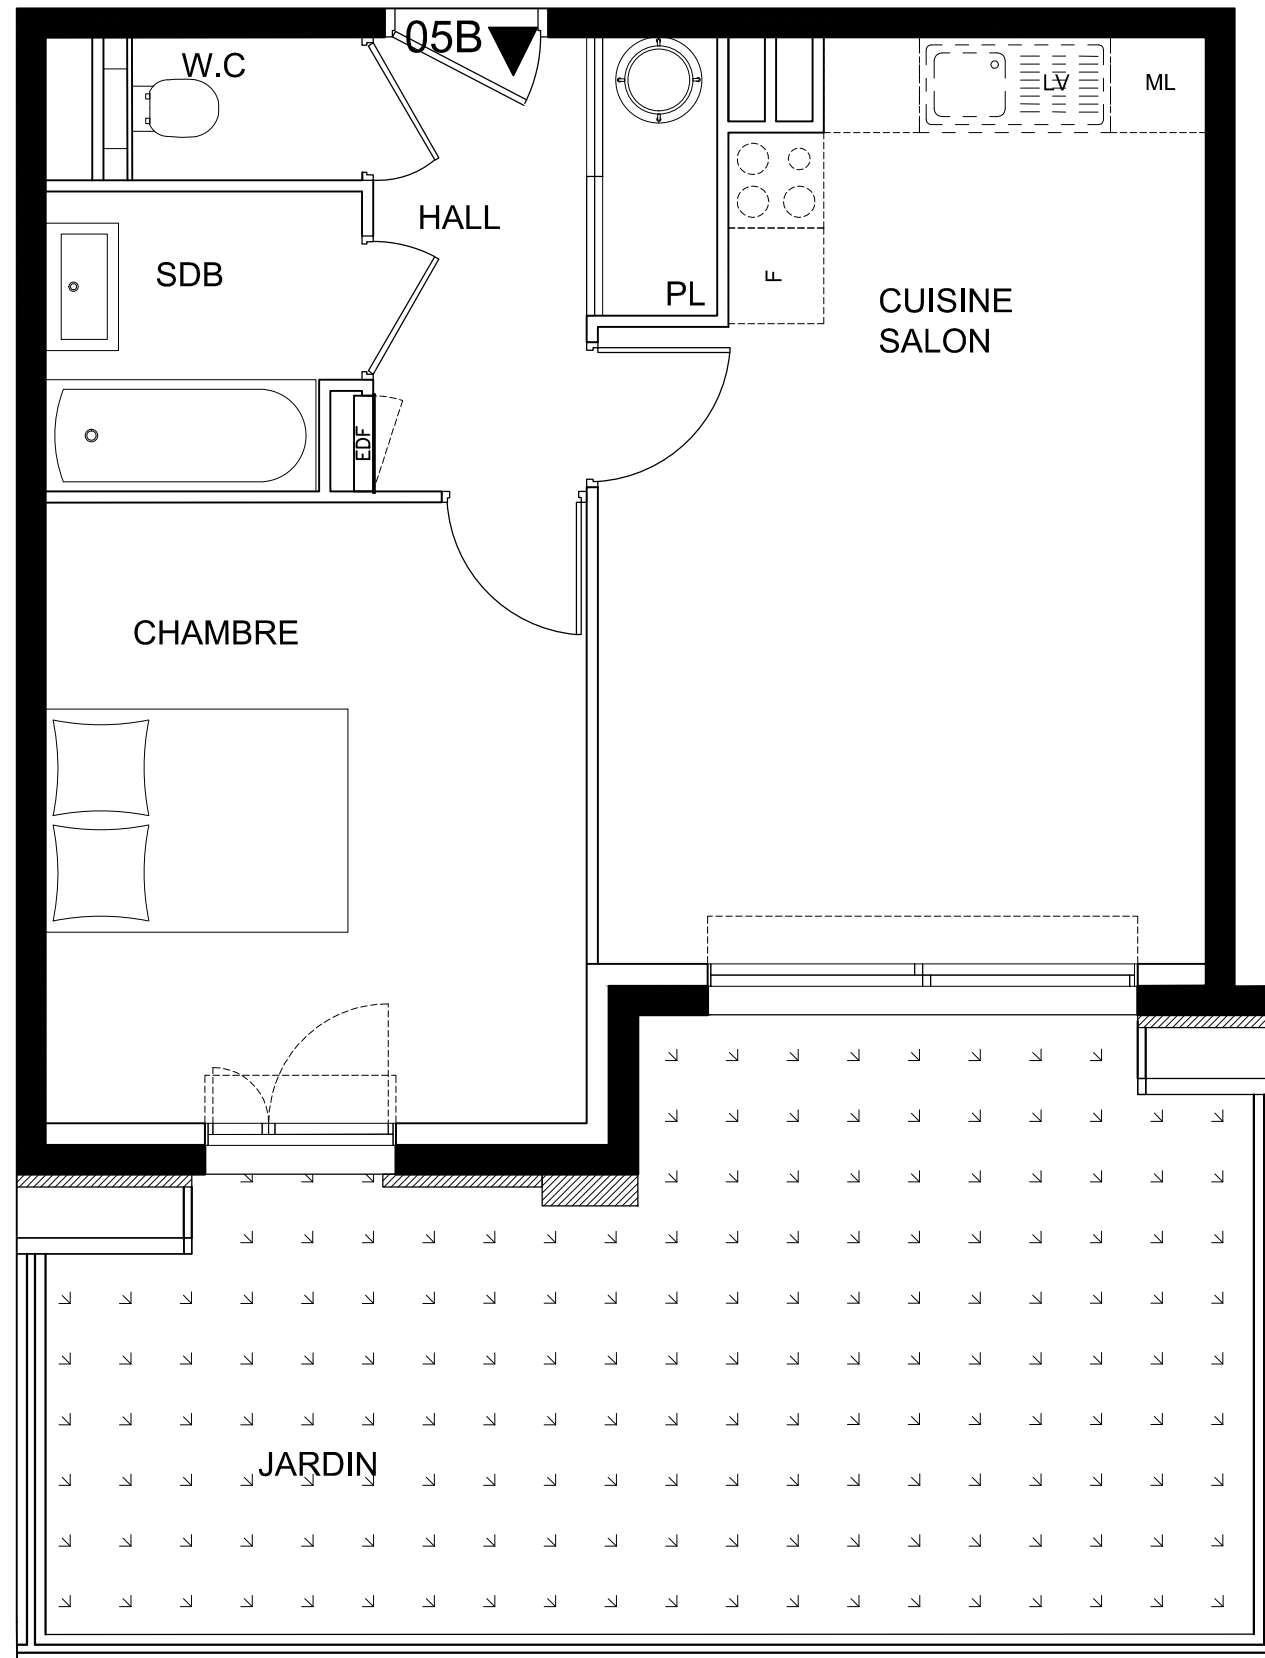 05B
W.C
LV
ML
HALL
SDB
PL
F
CUISINE
SALON
EDF
CHAMBRE
JARDIN